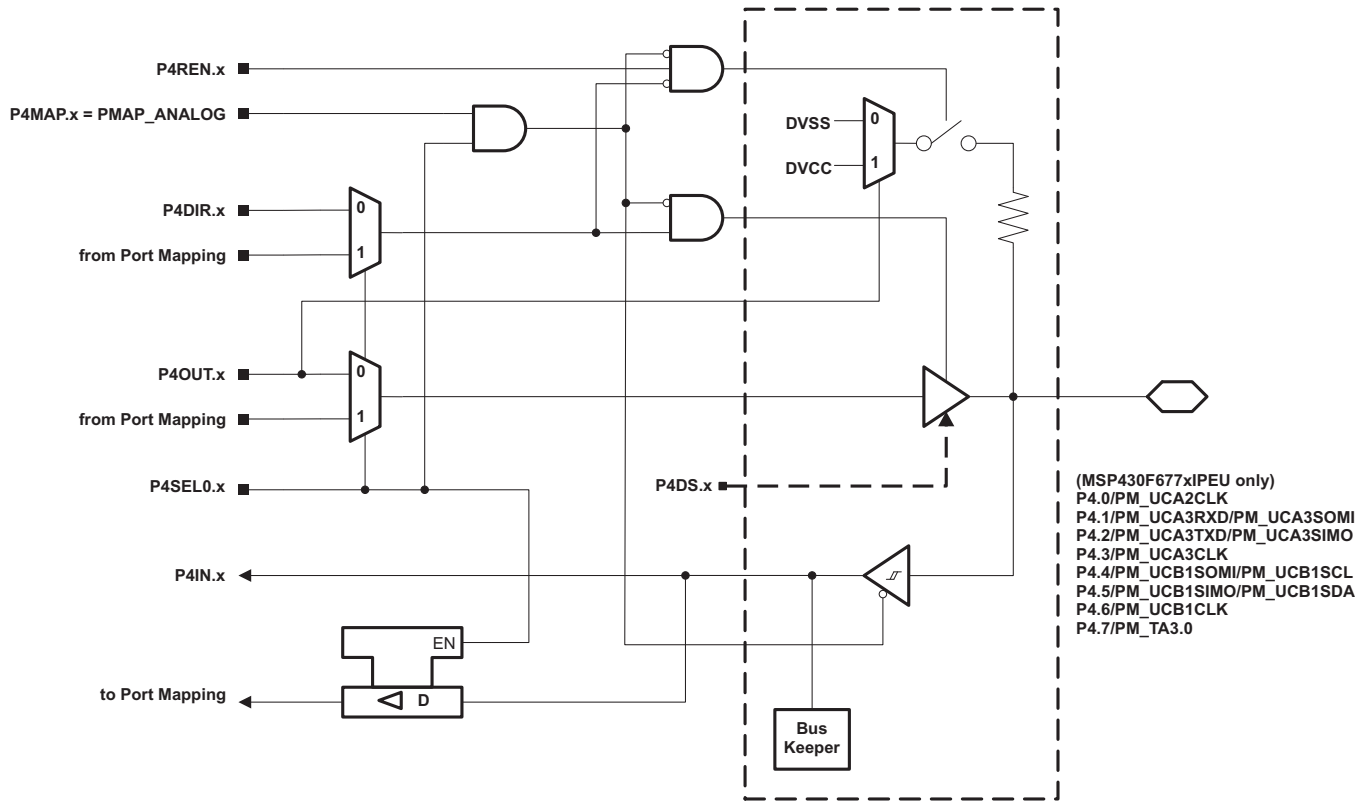 P4REN.x
P4MAP.x = PMAP_ANALOG
DVSS
0
DVCC
1
P4DIR.x
0
from Port Mapping
1
P4OUT.x
0
from Port Mapping
1
P4SEL0.x
P4DS.x
(MSP430F677xIPEU only)
P4.0/PM_UCA2CLK
P4.1/PM_UCA3RXD/PM_UCA3SOMI
P4.2/PM_UCA3TXD/PM_UCA3SIMO
P4.3/PM_UCA3CLK
P4.4/PM_UCB1SOMI/PM_UCB1SCL
P4.5/PM_UCB1SIMO/PM_UCB1SDA
P4.6/PM_UCB1CLK
P4.7/PM_TA3.0
P4IN.x
EN
to Port Mapping
D
Bus
Keeper